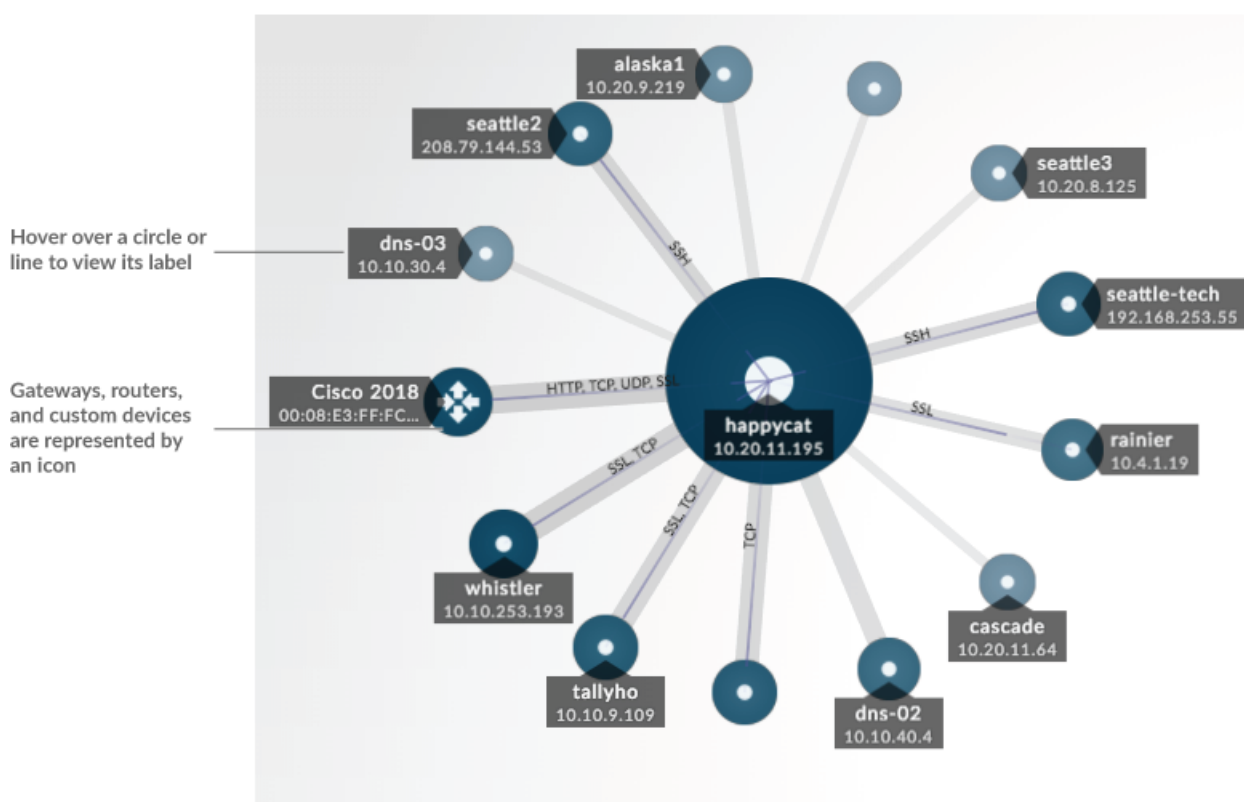 alaska1
10.20.9.219
seattle2
208.79.144.53
seattle3
10.20.8.125
Hover over a circle or
line to view its label
dns-03
10.10.30.4
SSH
seattle-tech
192.168.253.55
SSH
Gateways, routers,
and custom devices
are represented by
an icon
Cisco 2018
00:08:E3:FF:FC...
HTTP, TCP, UDP, SSL
happycat
10.20.11.195
SSL
rainier
10.4.1.19
SSL, TCP
SSL, TCP
TCP
whistler
10.10.253.193
cascade
10.20.11.64
tallyho
10.10.9.109
dns-02
10.10.40.4